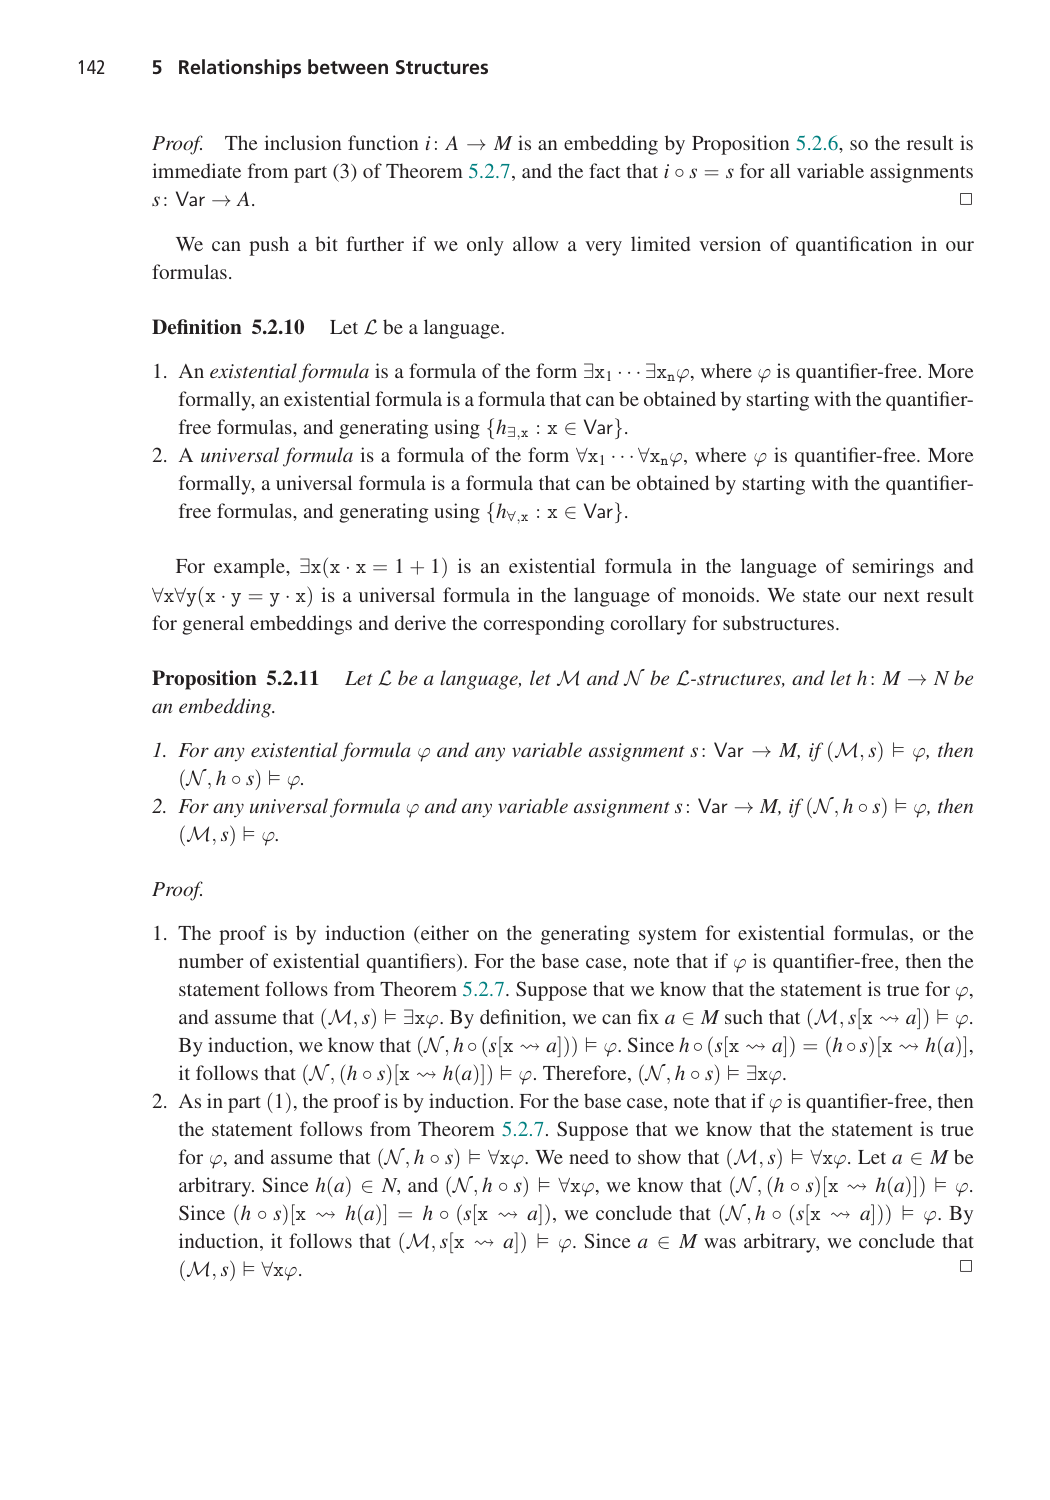 142 5 Relationships between Structures
Proof. The inclusion function i: A → M is an embedding by Proposition 5.2.6, so the result is
immediate from part (3) of Theorem 5.2.7, and the fact that i ∘ s = s for all variable assignments
s: Var → A. □
We can push a bit further if we only allow a very limited version of quantification in our
formulas.
Definition 5.2.10 Let ℒ be a language.
1. An existential formula is a formula of the form ∃x₁ ··· ∃xₙφ, where φ is quantifier-free. More
formally, an existential formula is a formula that can be obtained by starting with the quantifier-
free formulas, and generating using {h∃,x : x ∈ Var}.
2. A universal formula is a formula of the form ∀x₁ ··· ∀xₙφ, where φ is quantifier-free. More
formally, a universal formula is a formula that can be obtained by starting with the quantifier-
free formulas, and generating using {h∀,x : x ∈ Var}.
For example, ∃x(x · x = 1 + 1) is an existential formula in the language of semirings and
∀x∀y(x · y = y · x) is a universal formula in the language of monoids. We state our next result
for general embeddings and derive the corresponding corollary for substructures.
Proposition 5.2.11 Let ℒ be a language, let ℳ and 𝒩 be ℒ-structures, and let h: M → N be
an embedding.
1. For any existential formula φ and any variable assignment s: Var → M, if (ℳ, s) ⊨ φ, then
(𝒩, h ∘ s) ⊨ φ.
2. For any universal formula φ and any variable assignment s: Var → M, if (𝒩, h ∘ s) ⊨ φ, then
(ℳ, s) ⊨ φ.
Proof.
1. The proof is by induction (either on the generating system for existential formulas, or the
number of existential quantifiers). For the base case, note that if φ is quantifier-free, then the
statement follows from Theorem 5.2.7. Suppose that we know that the statement is true for φ,
and assume that (ℳ, s) ⊨ ∃xφ. By definition, we can fix a ∈ M such that (ℳ, s[x ⇝ a]) ⊨ φ.
By induction, we know that (𝒩, h ∘ (s[x ⇝ a])) ⊨ φ. Since h ∘ (s[x ⇝ a]) = (h ∘ s)[x ⇝ h(a)],
it follows that (𝒩, (h ∘ s)[x ⇝ h(a)]) ⊨ φ. Therefore, (𝒩, h ∘ s) ⊨ ∃xφ.
2. As in part (1), the proof is by induction. For the base case, note that if φ is quantifier-free, then
the statement follows from Theorem 5.2.7. Suppose that we know that the statement is true
for φ, and assume that (𝒩, h ∘ s) ⊨ ∀xφ. We need to show that (ℳ, s) ⊨ ∀xφ. Let a ∈ M be
arbitrary. Since h(a) ∈ N, and (𝒩, h ∘ s) ⊨ ∀xφ, we know that (𝒩, (h ∘ s)[x ⇝ h(a)]) ⊨ φ.
Since (h ∘ s)[x ⇝ h(a)] = h ∘ (s[x ⇝ a]), we conclude that (𝒩, h ∘ (s[x ⇝ a])) ⊨ φ. By
induction, it follows that (ℳ, s[x ⇝ a]) ⊨ φ. Since a ∈ M was arbitrary, we conclude that
(ℳ, s) ⊨ ∀xφ. □